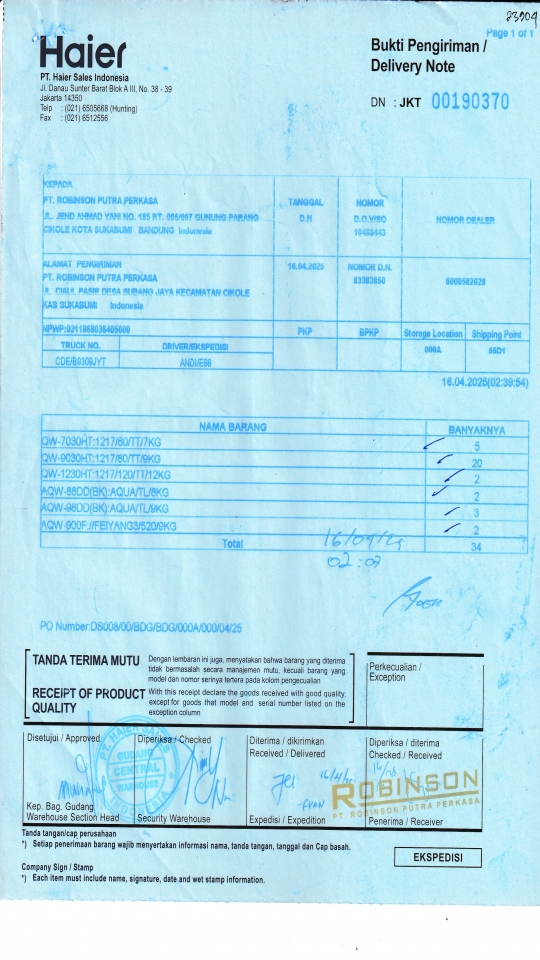 23904
Page 1 of 1
Haier
Bukti Pengiriman /
Delivery Note
DN : JKT 00190370
PT. Haier Sales Indonesia
Jl. Danau Sunter Barat Blok A III, No. 38 - 39
Jakarta 14350
Telp : (021) 6505668 (Hunting)
Fax : (021) 6512556
KEPADA
PT. ROBINSON PUTRA PERKASA
JL. JEND AHMAD YANI NO. 185 RT. 005/007 GUNUNG PARANG
CIKOLE KOTA SUKABUMI BANDUNG Indonesia
TANGGAL
D.N
NOMOR
D.O.V/SO
NOMOR DEALER
ALAMAT PENGIRIMAN
PT. ROBINSON PUTRA PERKASA
JL. CIAUL PASIR DESA SUBANG JAYA KECAMATAN CIKOLE
KAB SUKABUMI Indonesia
16.04.2025
NOMOR D.N.
83383850
6000582028
PKP
BPKP
Storage Location
Shipping Point
000A
55D1
TRUCK NO.
DRIVER/EKSPEDISI
CDE/B9309JYT
ANDI/E66
16.04.2025(02:39:54)
NAMA BARANG BANYAKNYA
QW-7030HT:1217/60/TT/7KG 5
QW-9030HT:1217/80/TT/9KG 20
QW-1230HT:1217/120/TT/12KG 2
AQW-88DD(BK):AQUA/TL/8KG 2
AQW-98DD(BK):AQUA/TL/9KG 3
AQW-900F://FEIYANG3/520/9KG 2
Total 34
02:07
PO Number:DS008/00/BDG/BDG/000A/000/04/25
TANDA TERIMA MUTU
Dengan lembaran ini juga, menyatakan bahwa barang yang diterima
tidak bermasalah secara manajemen mutu, kecuali barang yang
model dan nomor serinya tertera pada kolom pengecualian
RECEIPT OF PRODUCT
QUALITY
With this receipt declare the goods received with good quality,
except for goods that model and serial number listed on the
exception column
Perkecualian /
Exception
Disetujui / Approved
Diperiksa / Checked
Diterima / dikirimkan
Received / Delivered
Diperiksa / diterima
Checked / Received
CENTRAL
WAREHOUSE
ROBINSON
PT. ROBINSON PUTRA PERKASA
Kep. Bag. Gudang
Warehouse Section Head
Security Warehouse
Expedisi / Expedition
Penerima / Receiver
Tanda tangan/cap perusahaan
*) Setiap penerimaan barang wajib menyertakan informasi nama, tanda tangan, tanggal dan Cap basah.
EKSPEDISI
Company Sign / Stamp
*) Each item must include name, signature, date and wet stamp information.